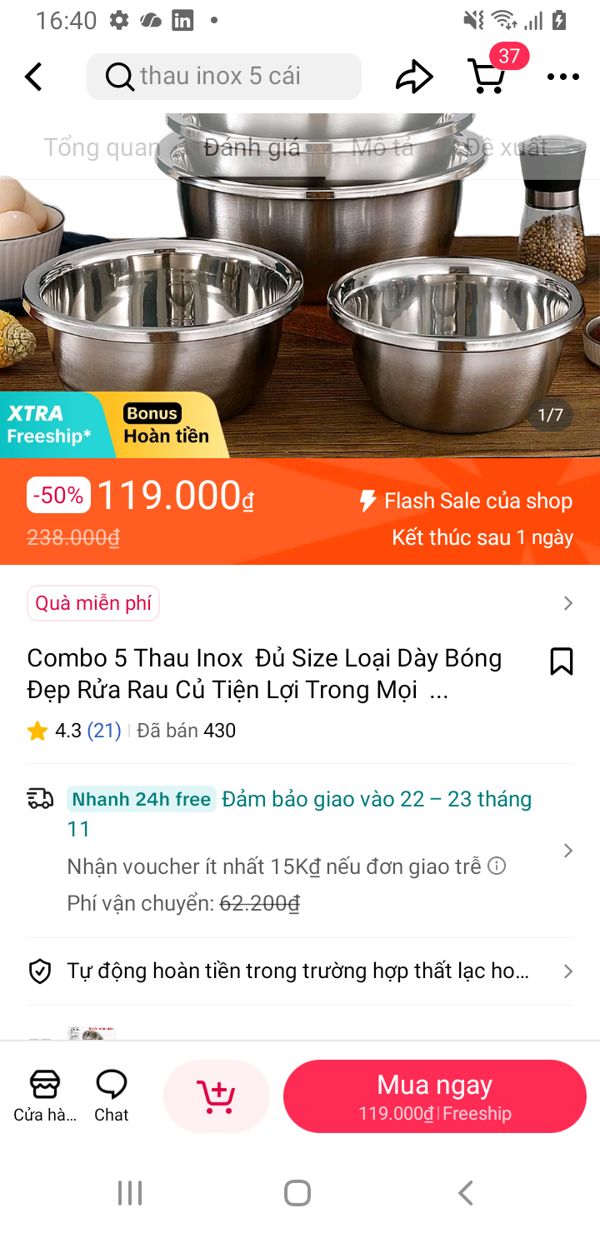 16:40
37
thau inox 5 cái
Tổng quan Đánh giá Mô tả Đề xuất
XTRA
Freeship*
Bonus
Hoàn tiền
1/7
-50% 119.000₫
238.000₫
Flash Sale của shop
Kết thúc sau 1 ngày
Quà miễn phí
Combo 5 Thau Inox Đủ Size Loại Dày Bóng
Đẹp Rửa Rau Củ Tiện Lợi Trong Mọi ...
4.3 (21) Đã bán 430
Nhanh 24h free Đảm bảo giao vào 22 – 23 tháng
11
Nhận voucher ít nhất 15K₫ nếu đơn giao trễ
Phí vận chuyển: 62.200₫
Tự động hoàn tiền trong trường hợp thất lạc ho...
Cửa hà...
Chat
Mua ngay
119.000₫ | Freeship